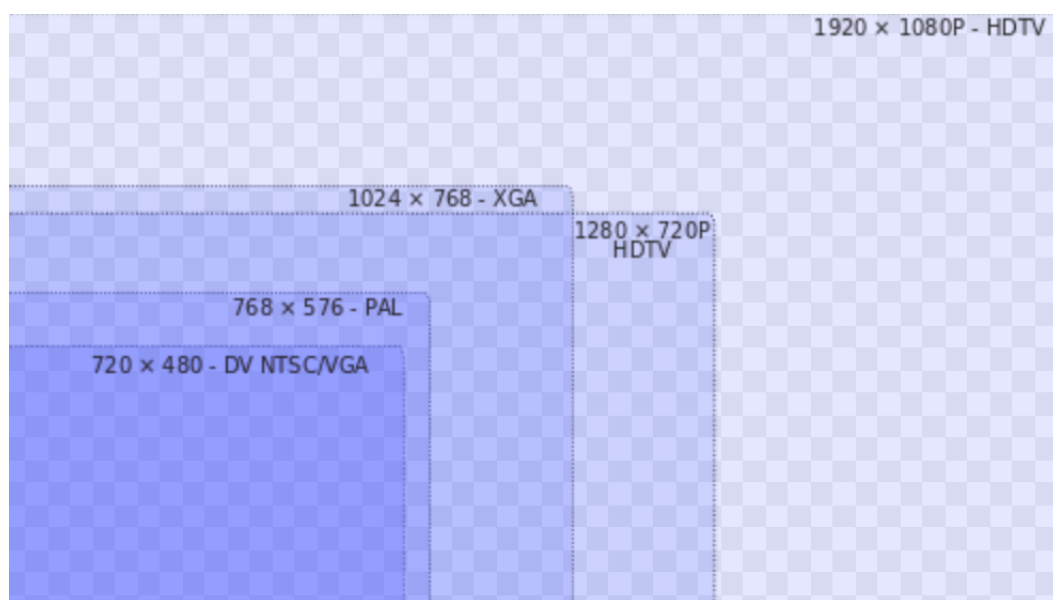 1920 × 1080P - HDTV
1024 × 768 - XGA
1280 × 720P
HDTV
768 × 576 - PAL
720 × 480 - DV NTSC/VGA